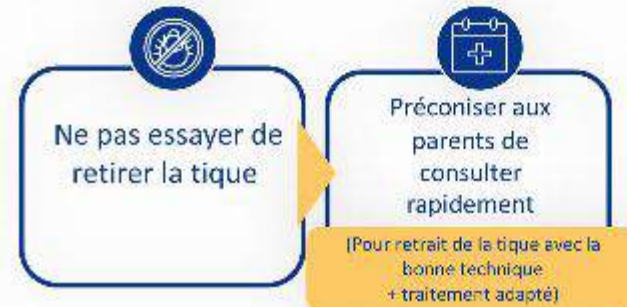 Ne pas essayer de
retirer la tique
Préconiser aux
parents de
consulter
rapidement
(Pour retrait de la tique avec la
bonne technique
+ traitement adapté)